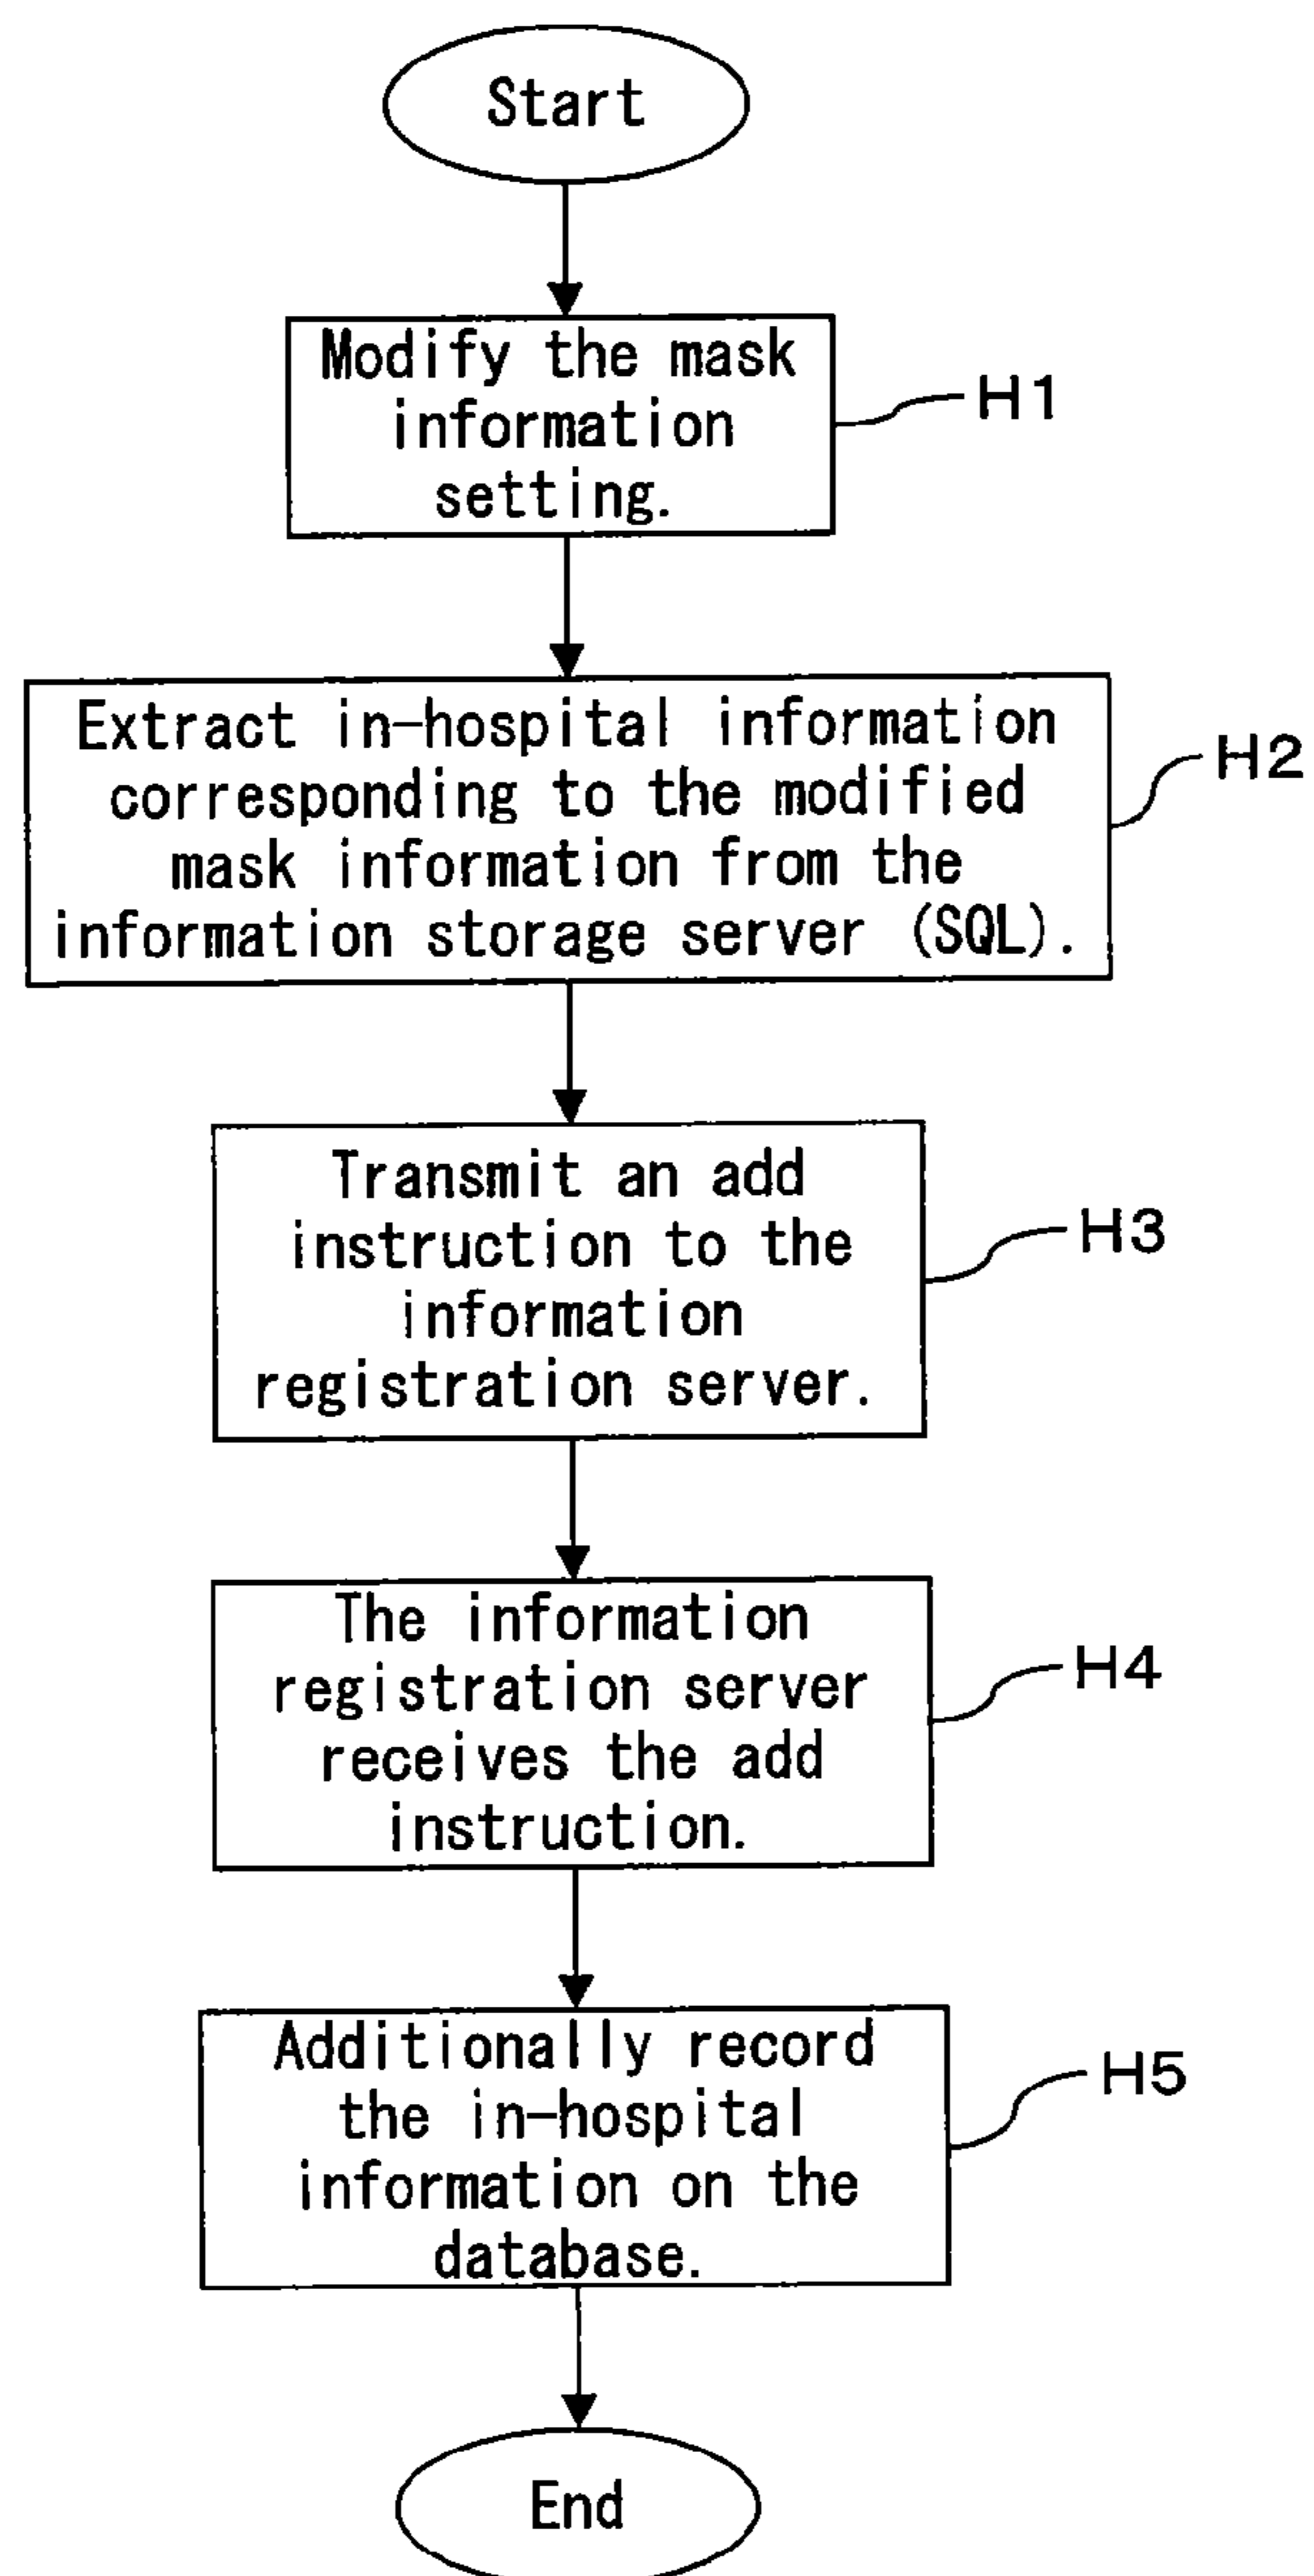 Start
Modify the mask
information
setting.
H1
Extract in-hospital information
corresponding to the modified
mask information from the
information storage server (SQL).
H2
Transmit an add
instruction to the
information
registration server.
H3
The information
registration server
receives the add
instruction.
H4
Additionally record
the in-hospital
information on the
database.
H5
End